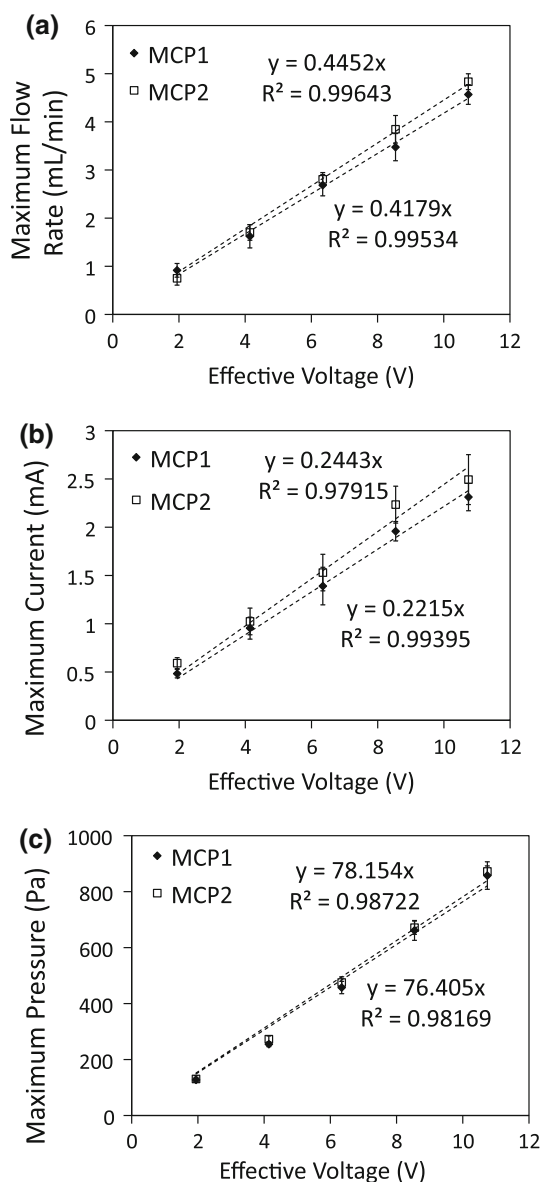 (a)
MCP1
MCP2
y = 0.4452x
R² = 0.99643
y = 0.4179x
R² = 0.99534
Maximum Flow
Rate (mL/min)
6
5
4
3
2
1
0
0 2 4 6 8 10 12
Effective Voltage (V)
(b)
MCP1
MCP2
y = 0.2443x
R² = 0.97915
y = 0.2215x
R² = 0.99395
Maximum Current (mA)
3
2.5
2
1.5
1
0.5
0
0 2 4 6 8 10 12
Effective Voltage (V)
(c)
MCP1
MCP2
y = 78.154x
R² = 0.98722
y = 76.405x
R² = 0.98169
Maximum Pressure (Pa)
1000
800
600
400
200
0
0 2 4 6 8 10 12
Effective Voltage (V)